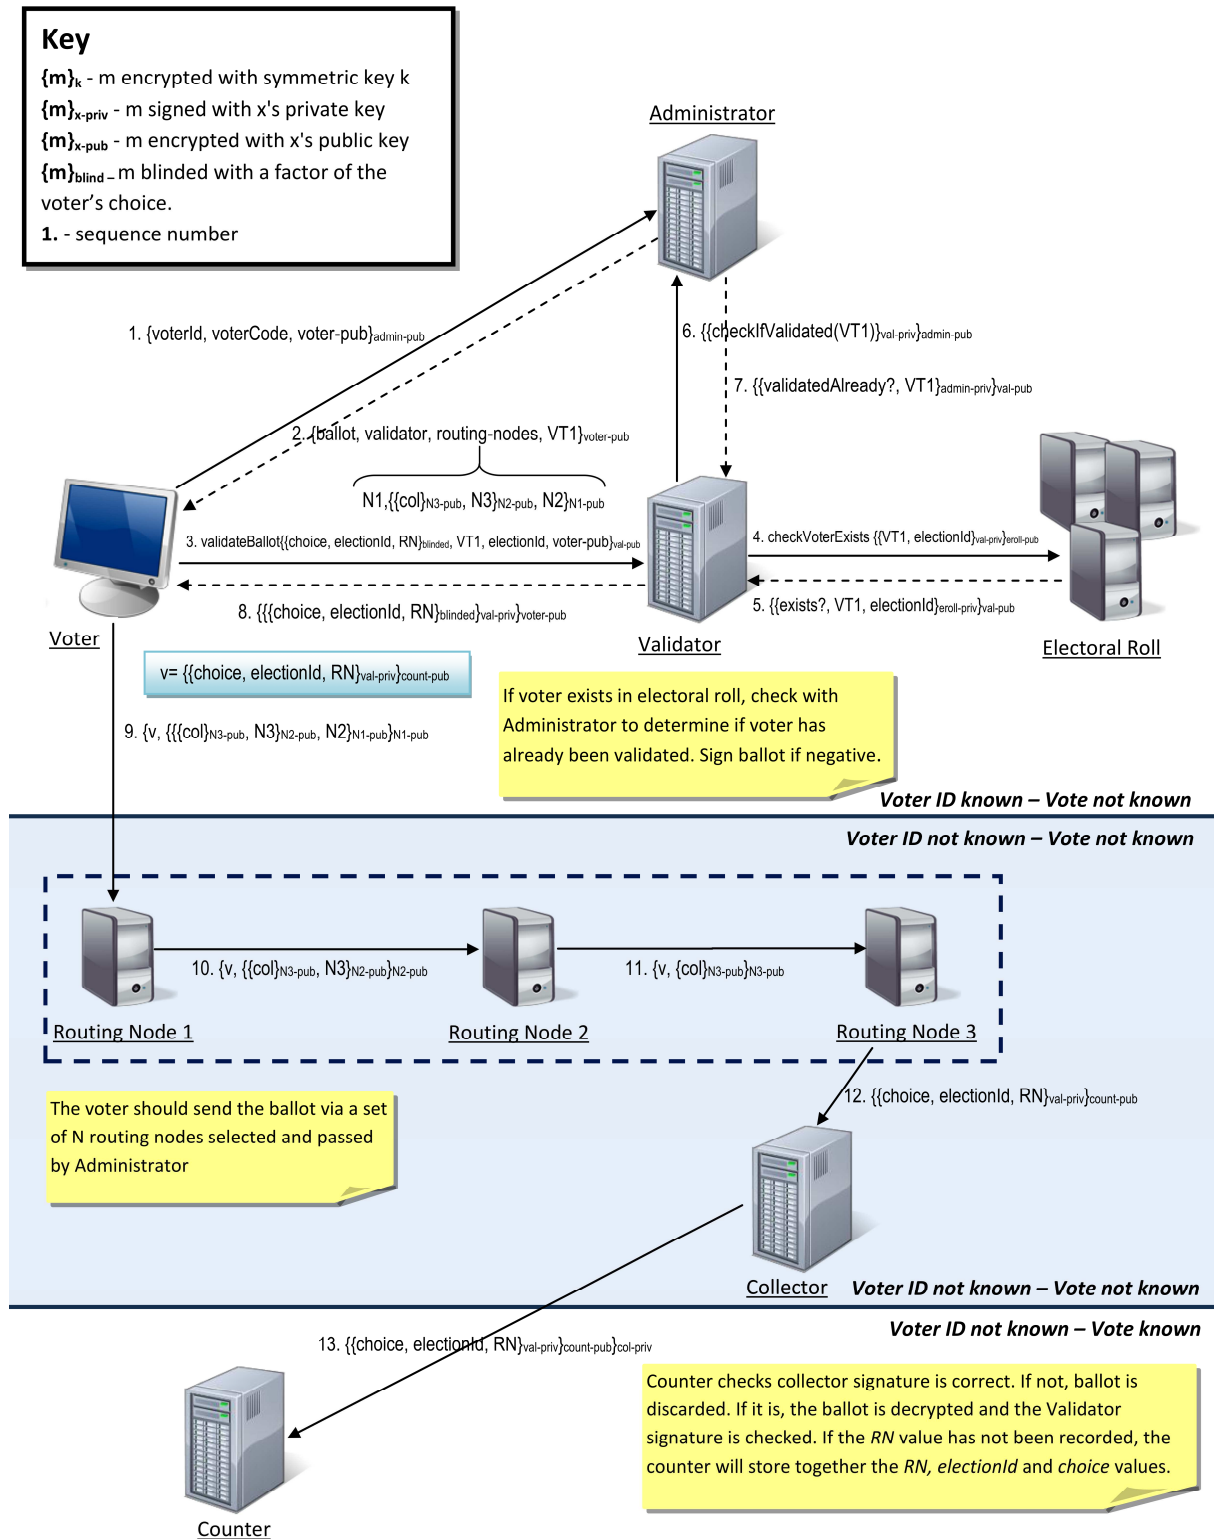 Key
{m}k - m encrypted with symmetric key k
{m}x-priv - m signed with x's private key
{m}x-pub - m encrypted with x's public key
{m}blind – m blinded with a factor of the
voter's choice.
1. - sequence number
Administrator
1. {voterId, voterCode, voter-pub}admin-pub
6. {{checkIfValidated(VT1)}val-priv}admin-pub
7. {{validatedAlready?, VT1}admin-priv}val-pub
2. {ballot, validator, routing-nodes, VT1}voter-pub
N1,{{col}N3-pub, N3}N2-pub, N2}N1-pub
3. validateBallot{{choice, electionId, RN}blinded, VT1, electionId, voter-pub}val-pub
4. checkVoterExists {{VT1, electionId}val-priv}eroll-pub
8. {{{choice, electionId, RN}blinded}val-priv}voter-pub
5. {{exists?, VT1, electionId}eroll-priv}val-pub
Voter
Validator
Electoral Roll
v= {{choice, electionId, RN}val-priv}count-pub
If voter exists in electoral roll, check with
Administrator to determine if voter has
already been validated. Sign ballot if negative.
9. {v, {{{col}N3-pub, N3}N2-pub, N2}N1-pub}N1-pub
Voter ID known – Vote not known
Voter ID not known – Vote not known
10. {v, {{col}N3-pub, N3}N2-pub}N2-pub
11. {v, {col}N3-pub}N3-pub
Routing Node 1
Routing Node 2
Routing Node 3
12. {{choice, electionId, RN}val-priv}count-pub
The voter should send the ballot via a set
of N routing nodes selected and passed
by Administrator
Collector
Voter ID not known – Vote not known
Voter ID not known – Vote known
13. {{choice, electionId, RN}val-priv}count-pub}col-priv
Counter checks collector signature is correct. If not, ballot is
discarded. If it is, the ballot is decrypted and the Validator
signature is checked. If the RN value has not been recorded, the
counter will store together the RN, electionId and choice values.
Counter